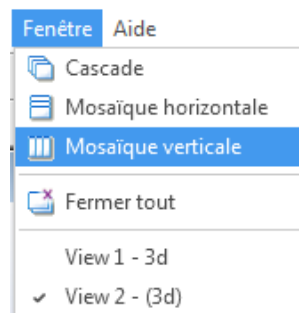 Fenêtre Aide
Cascade
Mosaïque horizontale
Mosaïque verticale
Fermer tout
View 1 - 3d
View 2 - (3d)